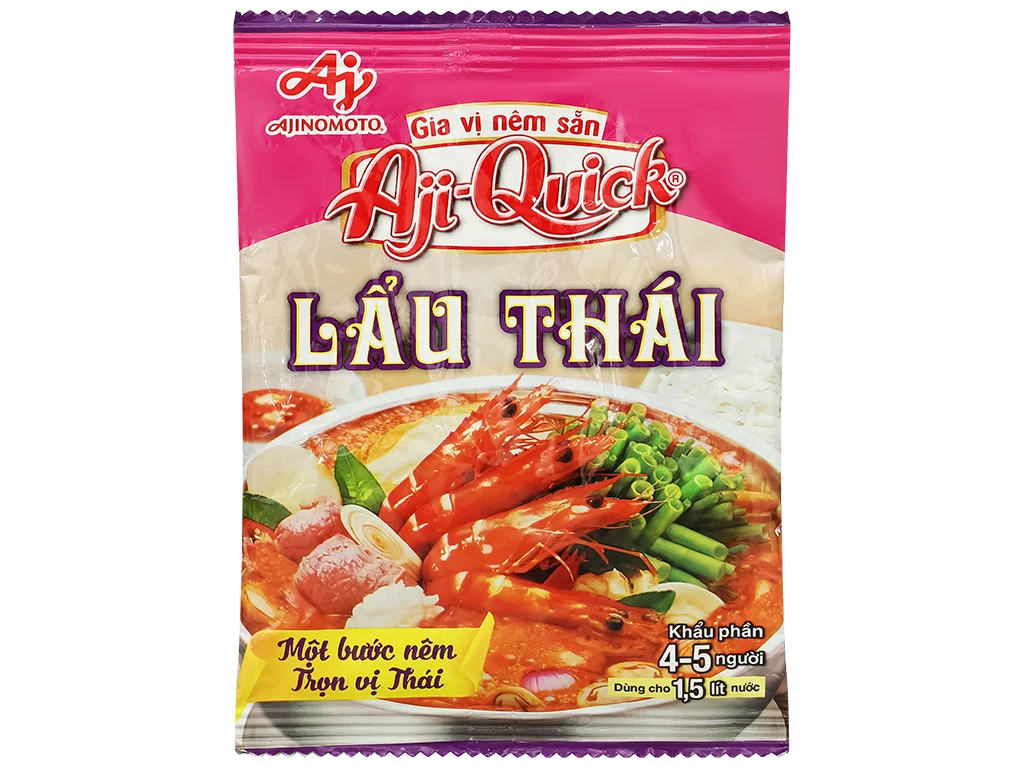 Aj
AJINOMOTO®
Gia vị nêm sẵn
Aji-Quick®
LẨU THÁI
Một bước nêm
Trọn vị Thái
Khẩu phần
4-5 người
Dùng cho 1,5 lít nước